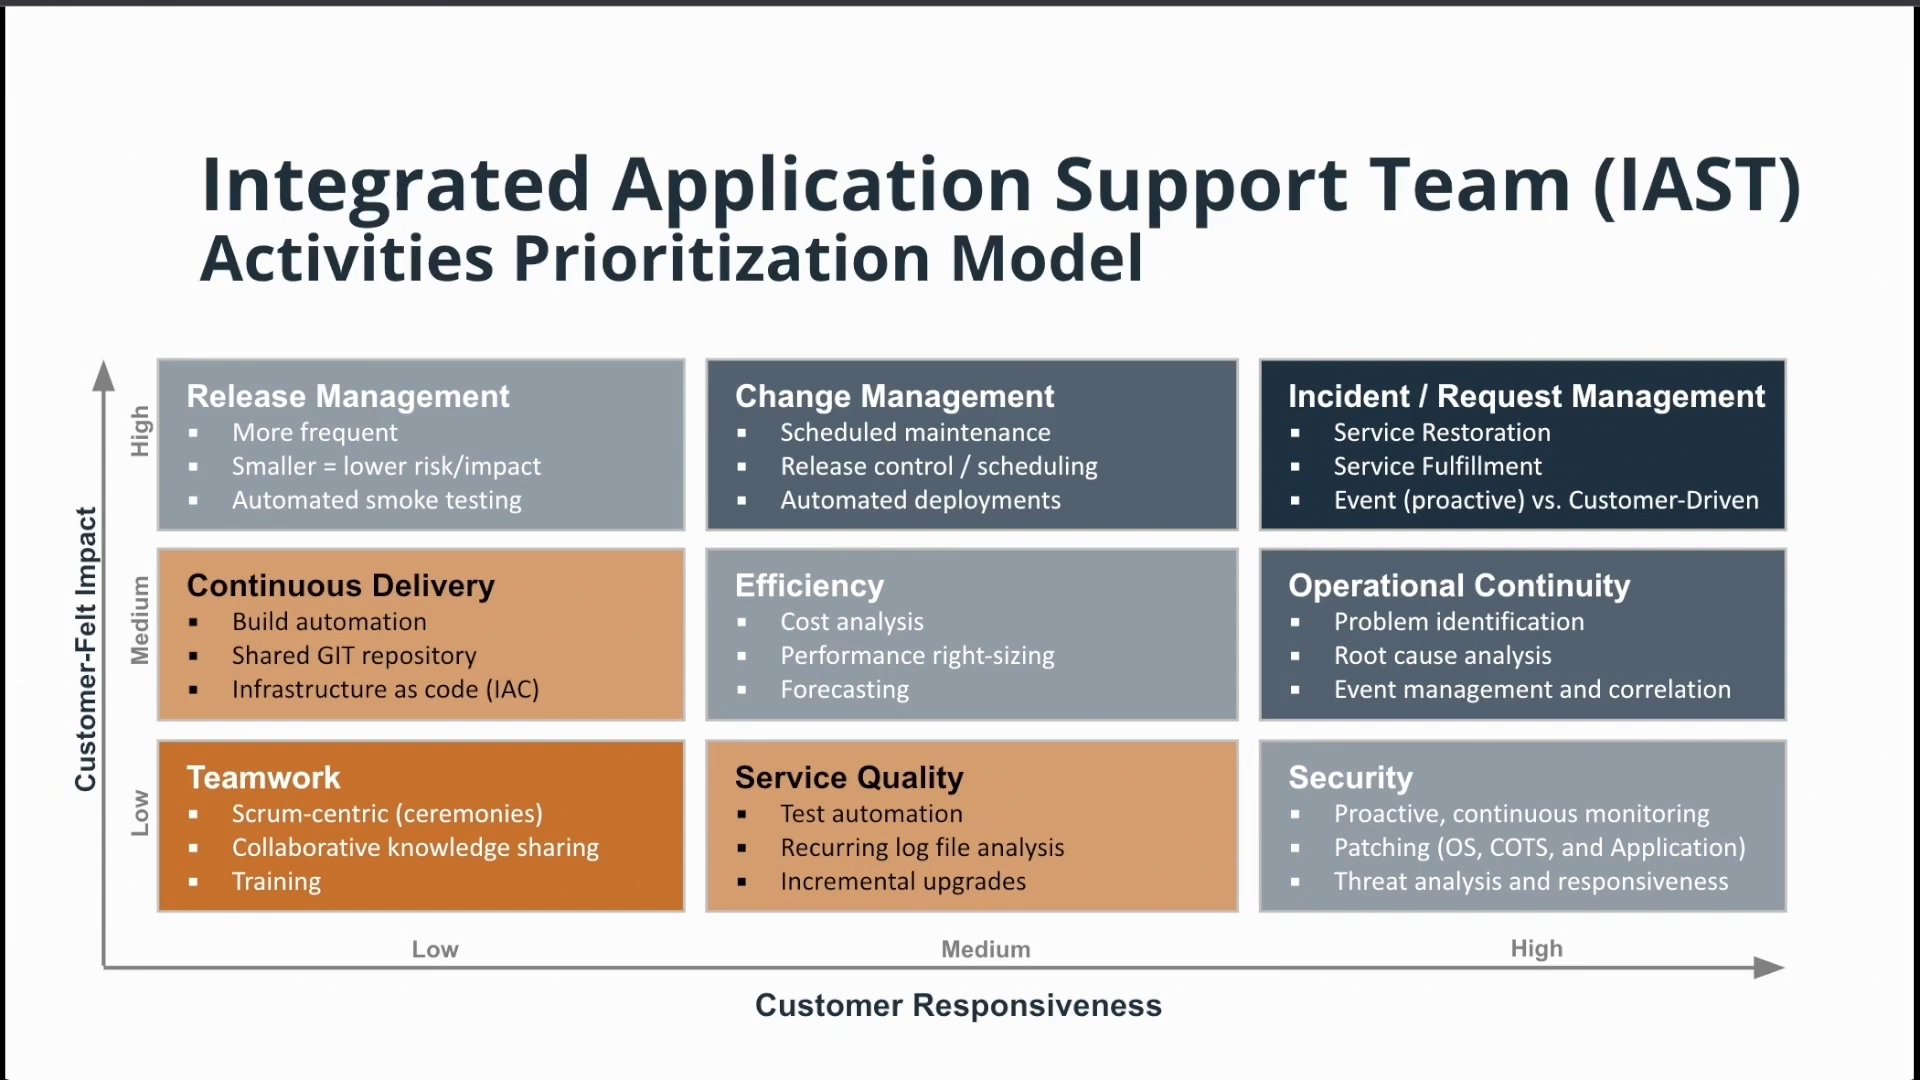 Integrated Application Support Team (IAST)
Activities Prioritization Model
Customer-Felt Impact
High
Release Management
▪ More frequent
▪ Smaller = lower risk/impact
▪ Automated smoke testing
Change Management
▪ Scheduled maintenance
▪ Release control / scheduling
▪ Automated deployments
Incident / Request Management
▪ Service Restoration
▪ Service Fulfillment
▪ Event (proactive) vs. Customer-Driven
Medium
Continuous Delivery
▪ Build automation
▪ Shared GIT repository
▪ Infrastructure as code (IAC)
Efficiency
▪ Cost analysis
▪ Performance right-sizing
▪ Forecasting
Operational Continuity
▪ Problem identification
▪ Root cause analysis
▪ Event management and correlation
Low
Teamwork
▪ Scrum-centric (ceremonies)
▪ Collaborative knowledge sharing
▪ Training
Service Quality
▪ Test automation
▪ Recurring log file analysis
▪ Incremental upgrades
Security
▪ Proactive, continuous monitoring
▪ Patching (OS, COTS, and Application)
▪ Threat analysis and responsiveness
Low
Medium
High
Customer Responsiveness